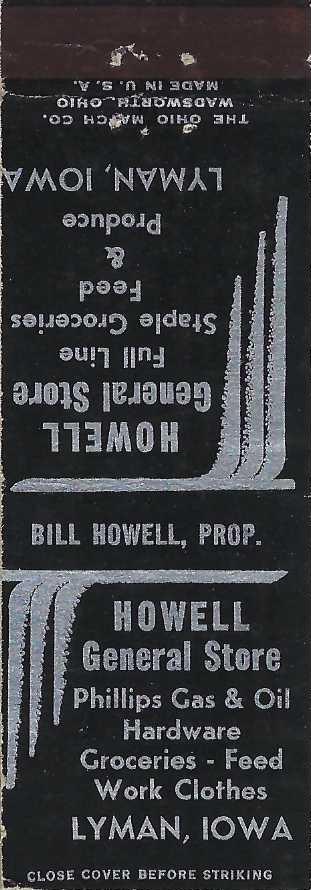 THE OHIO MATCH CO.
WADSWORTH, OHIO
MADE IN U. S. A.
HOWELL
General Store
Full Line
Staple Groceries
Feed
&
Produce
LYMAN, IOWA
BILL HOWELL, PROP.
HOWELL
General Store
Phillips Gas & Oil
Hardware
Groceries - Feed
Work Clothes
LYMAN, IOWA
CLOSE COVER BEFORE STRIKING